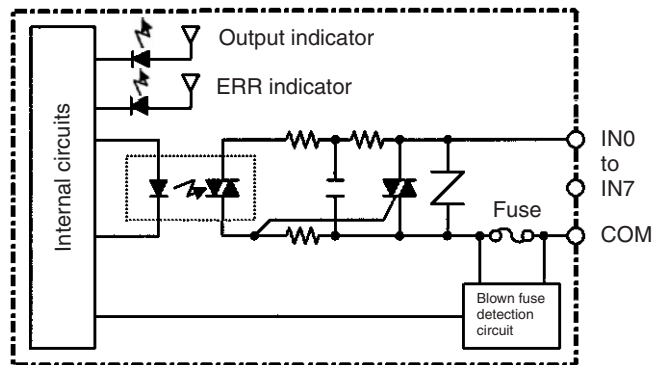 Output indicator
ERR indicator
Internal circuits
IN0
to
IN7
Fuse
COM
Blown fuse
detection
circuit